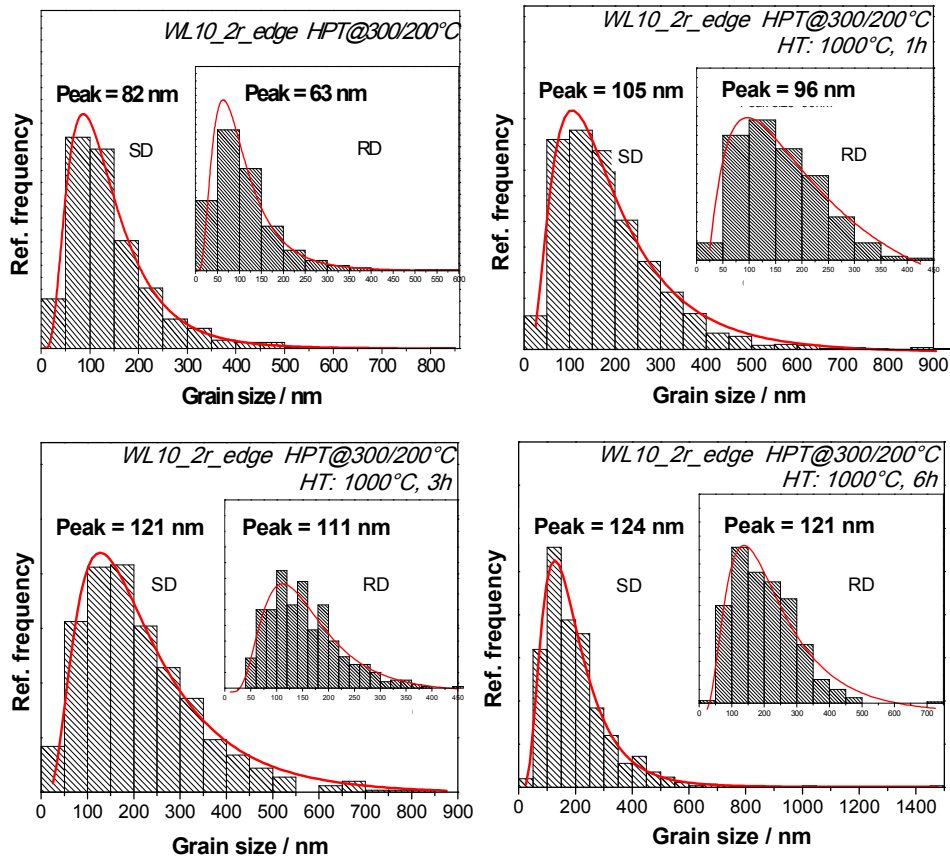 WL10_2r_edge HPT@300/200°C
Peak = 82 nm
Peak = 63 nm
SD
RD
0 50 100 150 200 250 300 350 400 450 500 550 600
Ref. frequency
0 100 200 300 400 500 600 700 800
Grain size / nm
WL10_2r_edge HPT@300/200°C
HT: 1000°C, 1h
Peak = 105 nm
Peak = 96 nm
SD
RD
0 50 100 150 200 250 300 350 400 450
Ref. frequency
0 100 200 300 400 500 600 700 800 900
Grain size / nm
WL10_2r_edge HPT@300/200°C
HT: 1000°C, 3h
Peak = 121 nm
Peak = 111 nm
SD
RD
0 50 100 150 200 250 300 350 400 450
Ref. frequency
0 100 200 300 400 500 600 700 800 900
Grain size / nm
WL10_2r_edge HPT@300/200°C
HT: 1000°C, 6h
Peak = 124 nm
Peak = 121 nm
SD
RD
0 100 200 300 400 500 600 700
Ref. frequency
0 200 400 600 800 1000 1200 1400
Grain size / nm